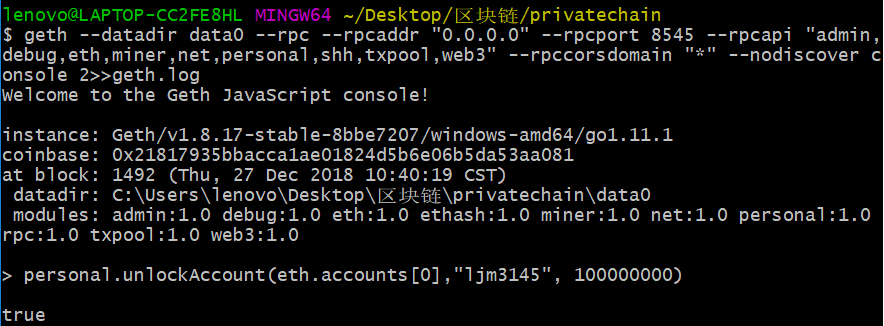 lenovo@LAPTOP-CC2FE8HL MINGW64 ~/Desktop/区块链/privatechain
$ geth --datadir data0 --rpc --rpcaddr "0.0.0.0" --rpcport 8545 --rpcapi "admin,
debug,eth,miner,net,personal,shh,txpool,web3" --rpccorsdomain "*" --nodiscover c
onsole 2>>geth.log
Welcome to the Geth JavaScript console!
instance: Geth/v1.8.17-stable-8bbe7207/windows-amd64/go1.11.1
coinbase: 0x21817935bbacca1ae01824d5b6e06b5da53aa081
at block: 1492 (Thu, 27 Dec 2018 10:40:19 CST)
 datadir: C:\Users\lenovo\Desktop\区块链\privatechain\data0
 modules: admin:1.0 debug:1.0 eth:1.0 ethash:1.0 miner:1.0 net:1.0 personal:1.0
rpc:1.0 txpool:1.0 web3:1.0
> personal.unlockAccount(eth.accounts[0],"ljm3145", 100000000)
true